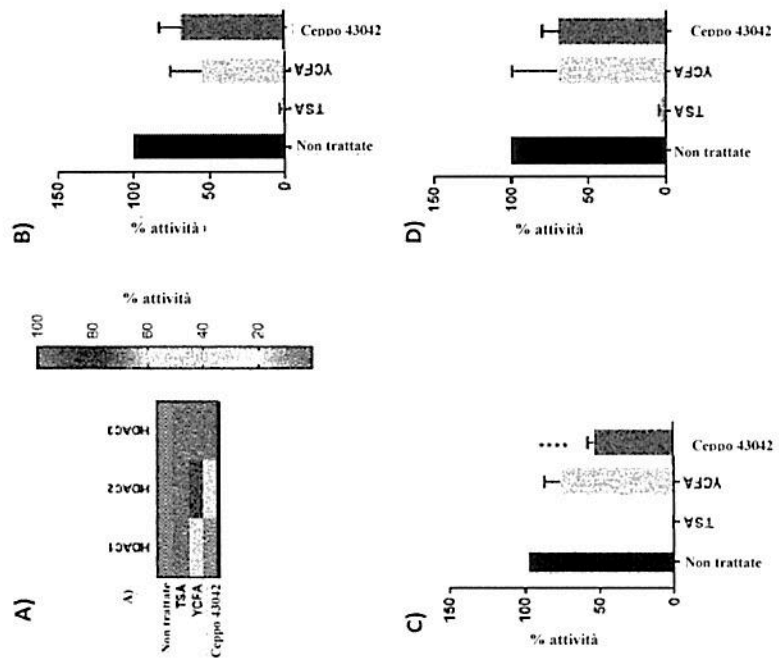 A)
A)
HDAC1
HDAC2
HDAC3
Non trattate
TSA
YCFA
Ceppo 43042
% attività
100
80
60
40
20
B)
% attività
150
100
50
0
Non trattate
TSA
YCFA
Ceppo 43042
C)
% attività
150
100
50
0
****
Non trattate
TSA
YCFA
Ceppo 43042
D)
% attività
150
100
50
0
Non trattate
TSA
YCFA
Ceppo 43042